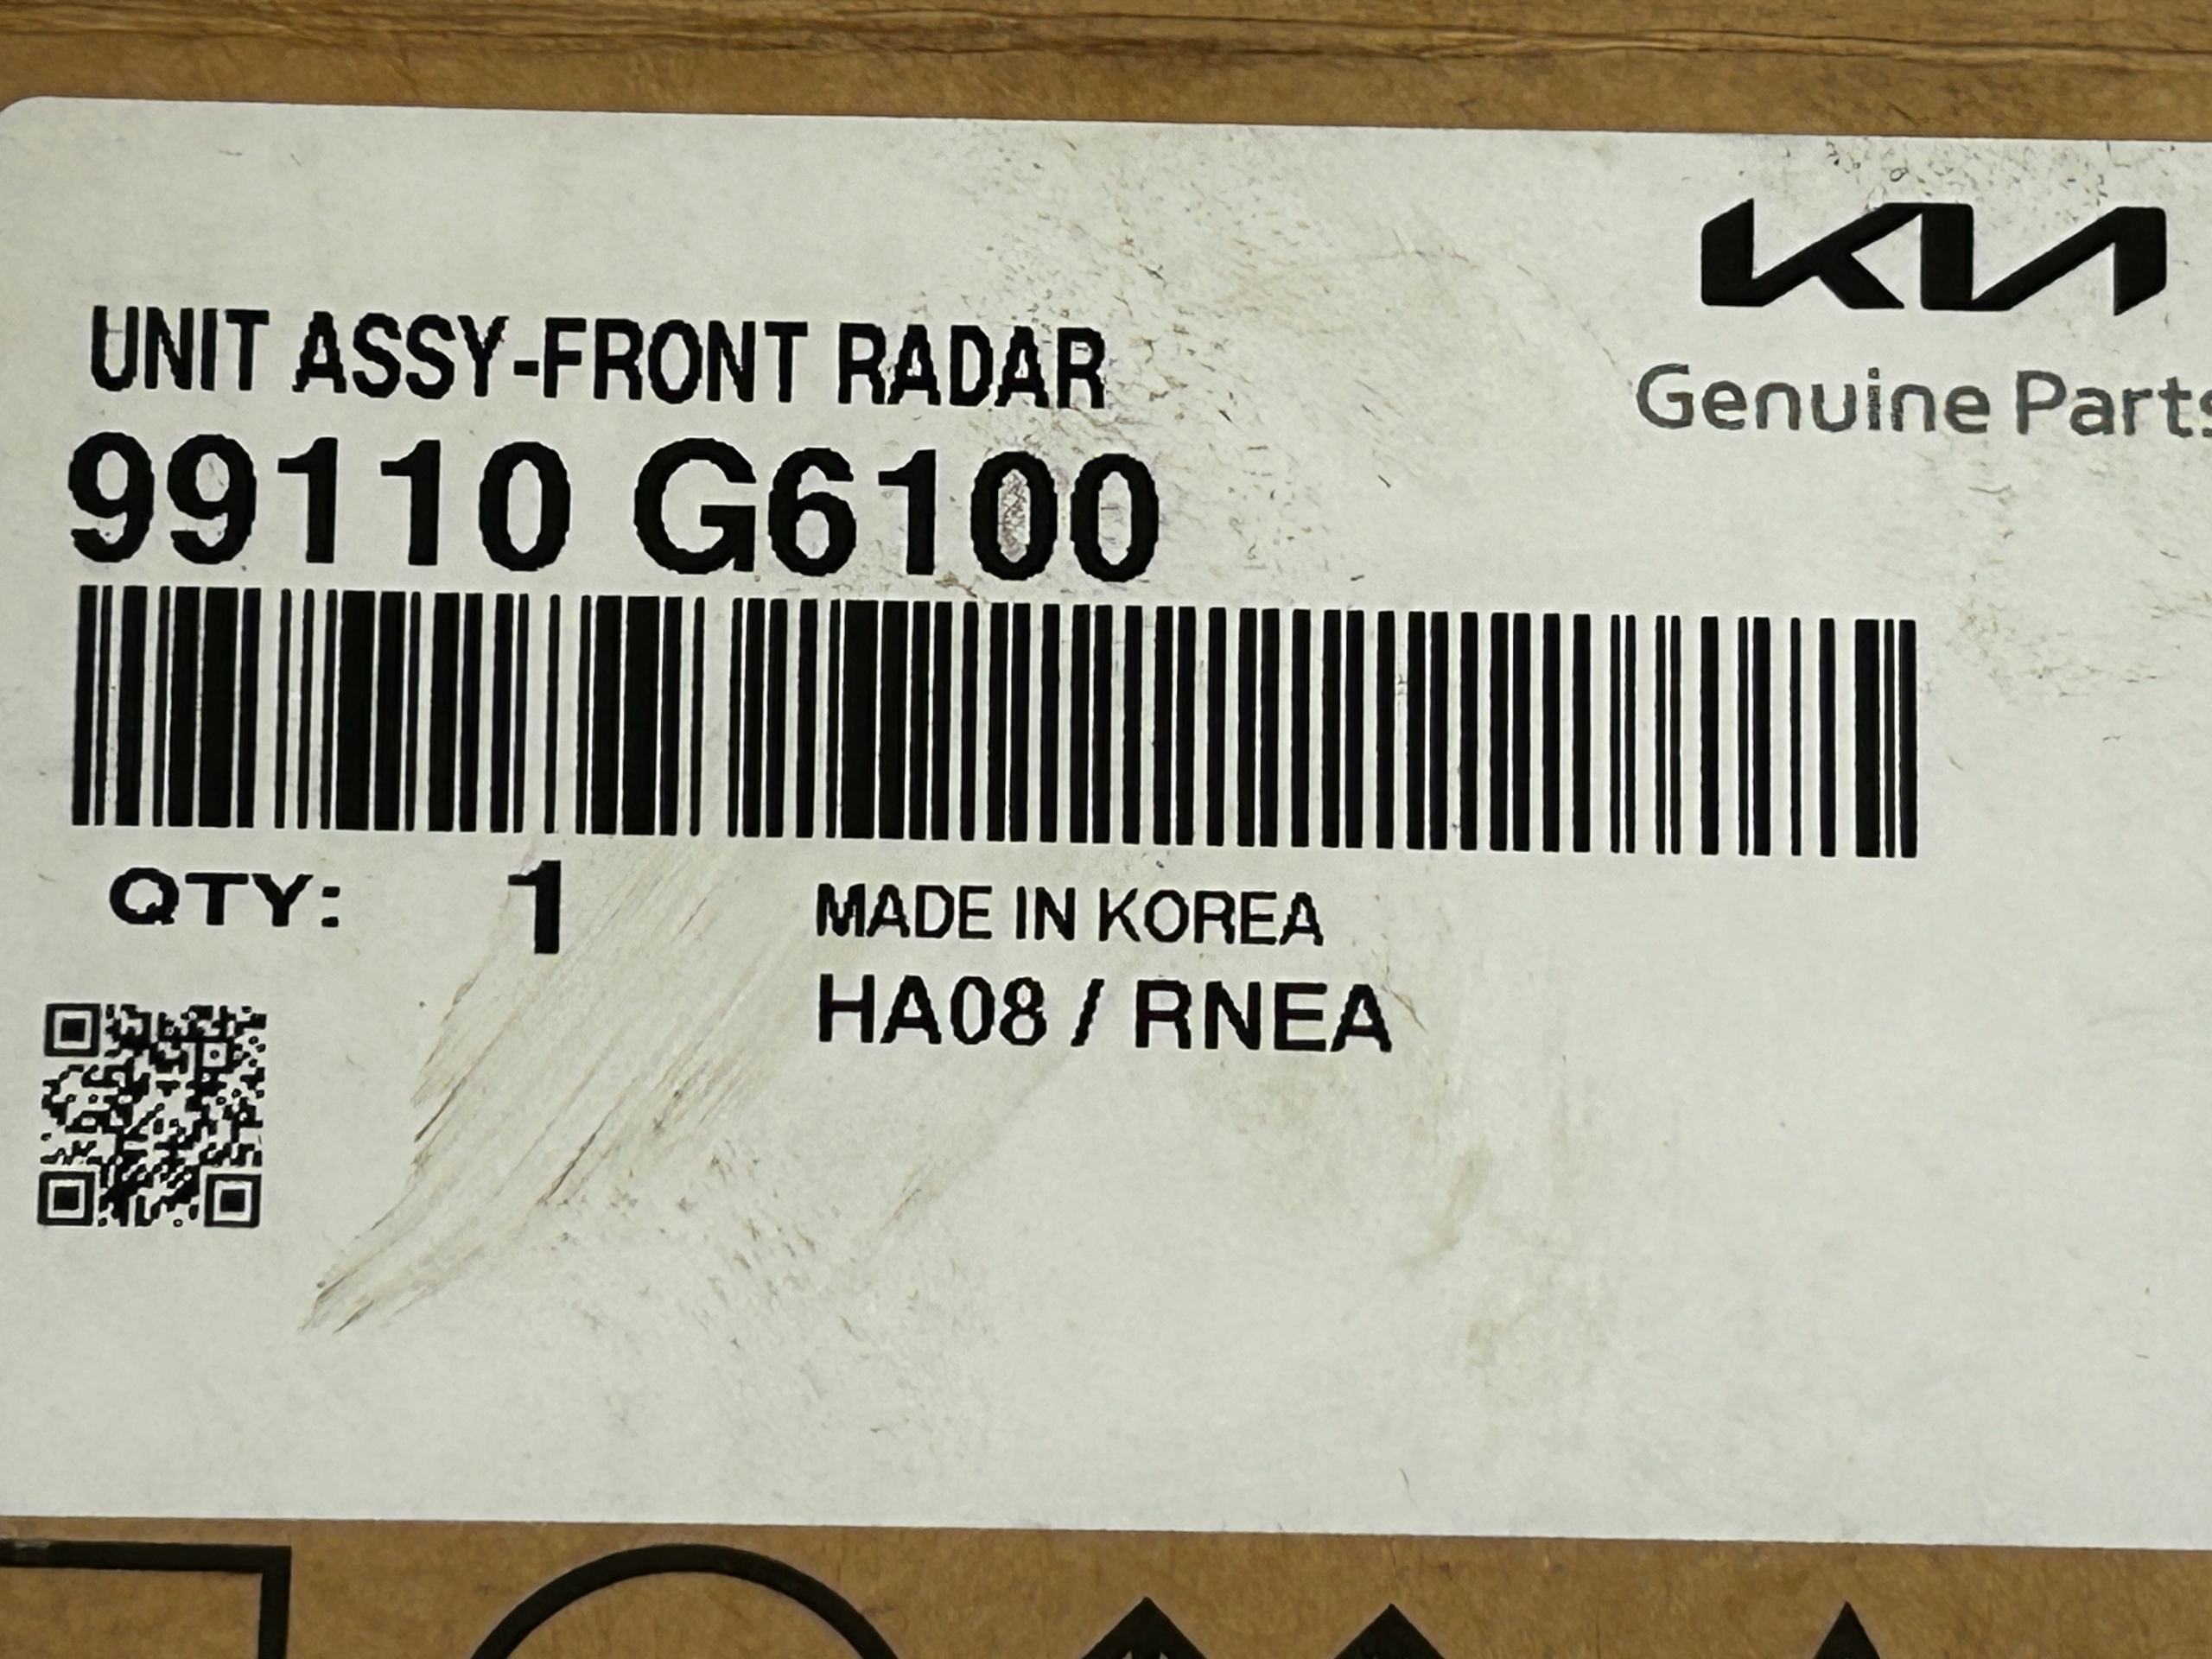 KIA
Genuine Parts
UNIT ASSY-FRONT RADAR
99110 G6100
QTY: 1
MADE IN KOREA
HA08 / RNEA